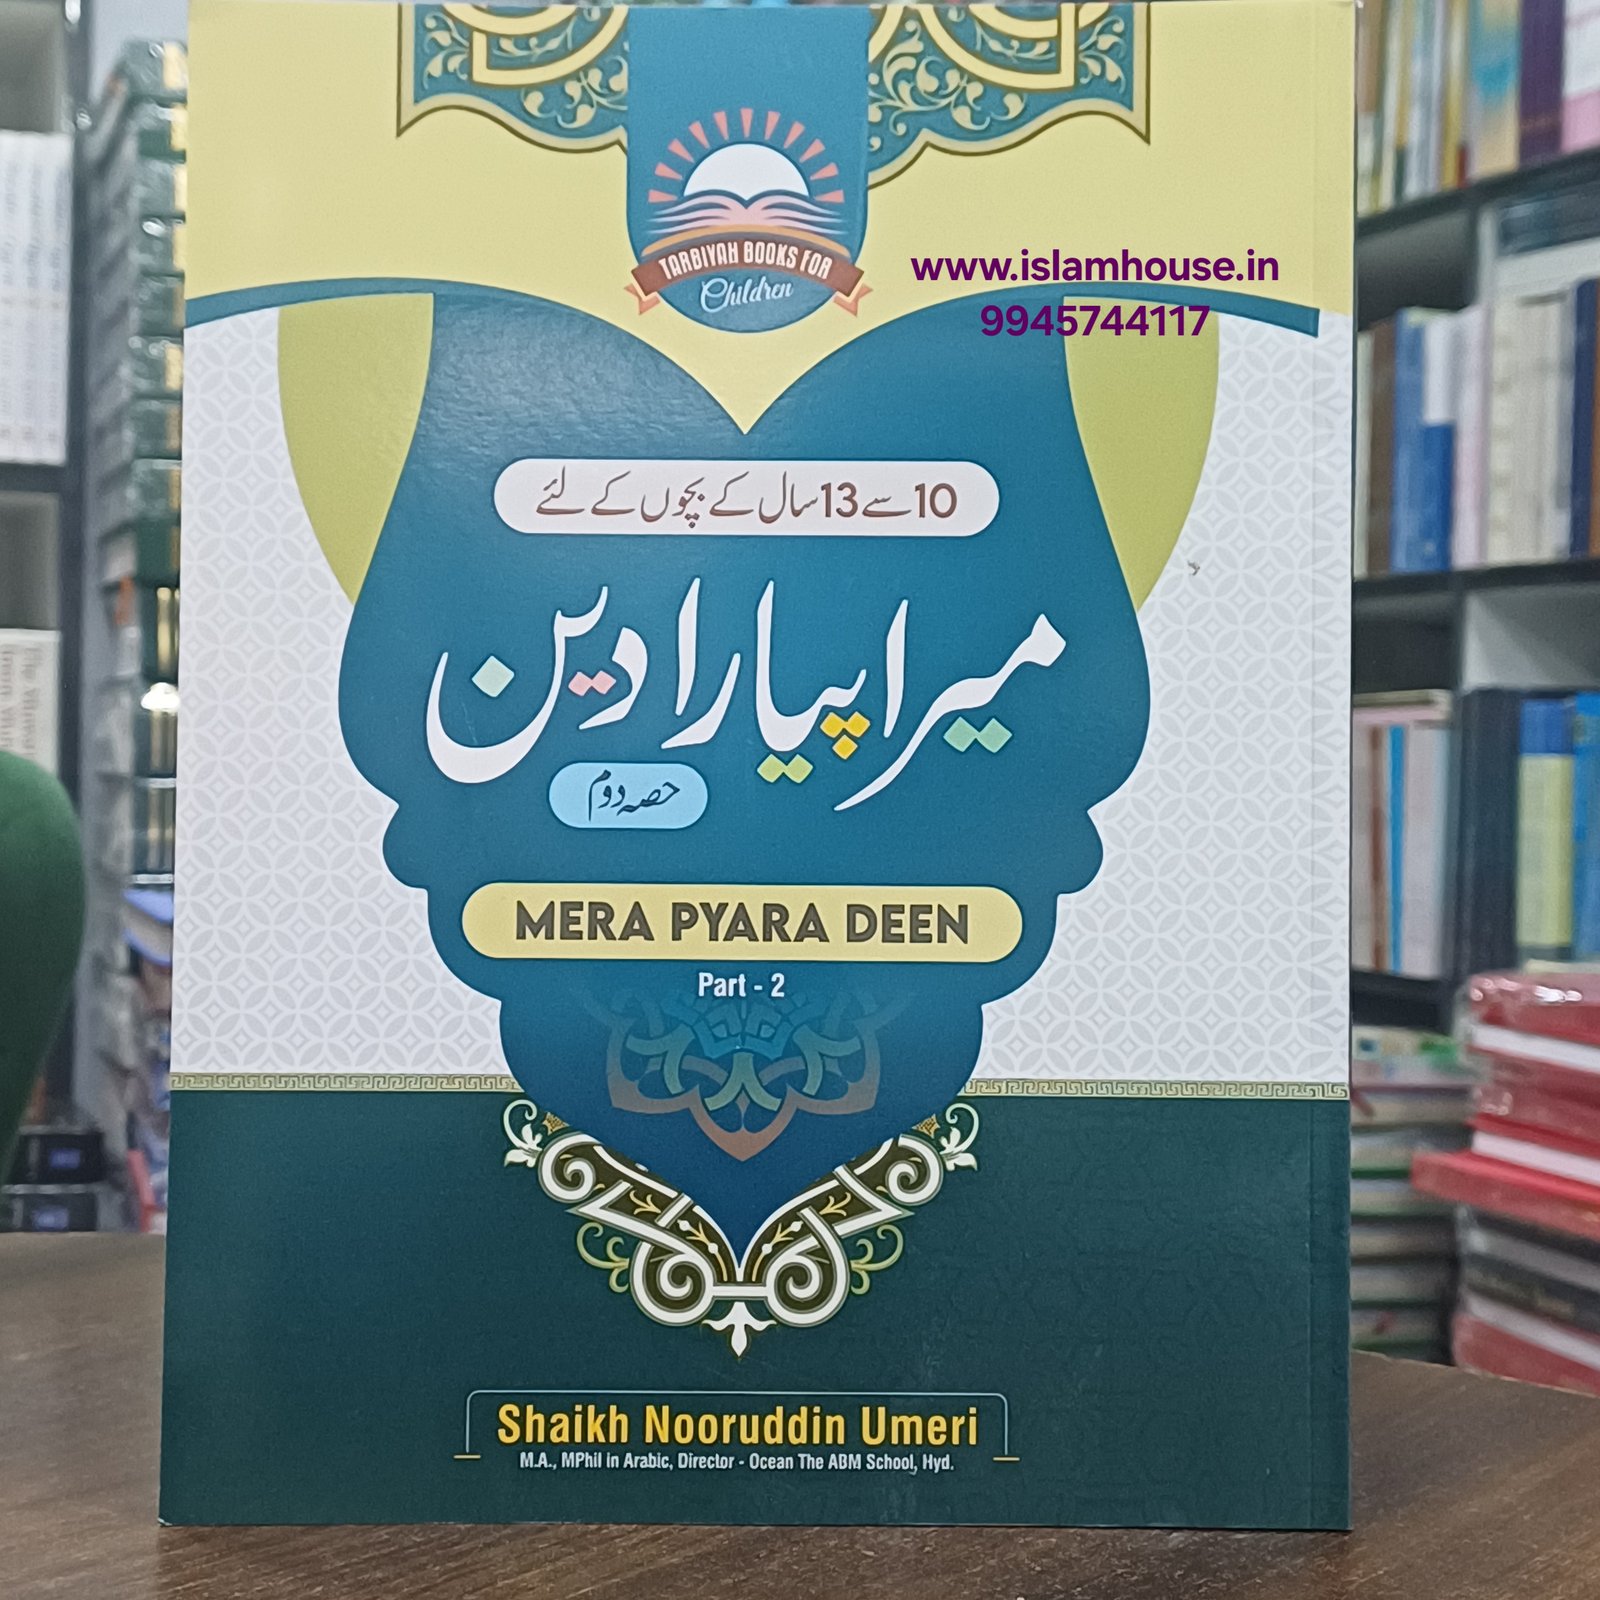 TARBIYAH BOOKS FOR
Children
www.islamhouse.in
9945744117
10 سے 13 سال کے بچوں کے لئے
میرا پیارا دین
حصہ دوم
MERA PYARA DEEN
Part - 2
Shaikh Nooruddin Umeri
M.A., MPhil in Arabic, Director - Ocean The ABM School, Hyd.